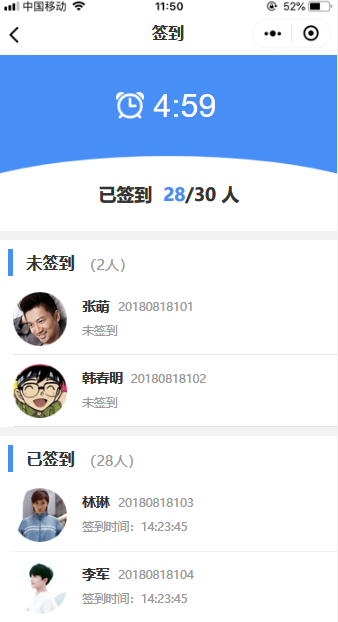 中国移动 11:50 52%
签到
4:59
已签到 28/30 人
未签到 （2人）
张萌 20180818101
未签到
韩春明 20180818102
未签到
已签到 （28人）
林琳 20180818103
签到时间：14:23:45
李军 20180818104
签到时间：14:23:45